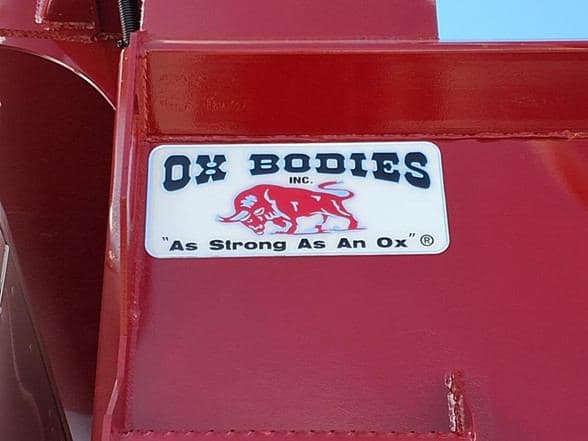 OX BODIES
INC.
"As Strong As An Ox"®